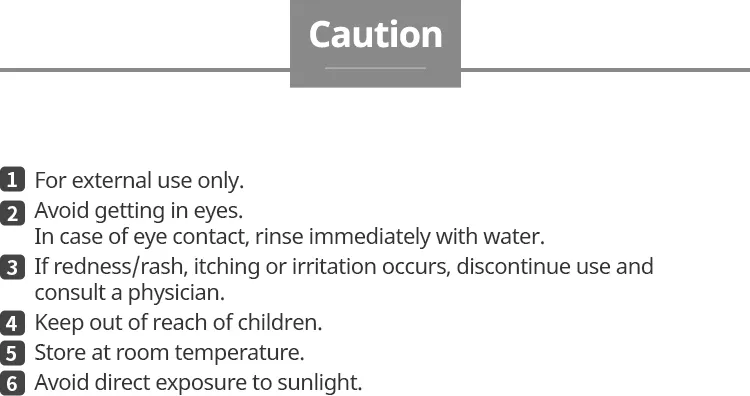 Caution
1 For external use only.
2 Avoid getting in eyes.
In case of eye contact, rinse immediately with water.
3 If redness/rash, itching or irritation occurs, discontinue use and
consult a physician.
4 Keep out of reach of children.
5 Store at room temperature.
6 Avoid direct exposure to sunlight.